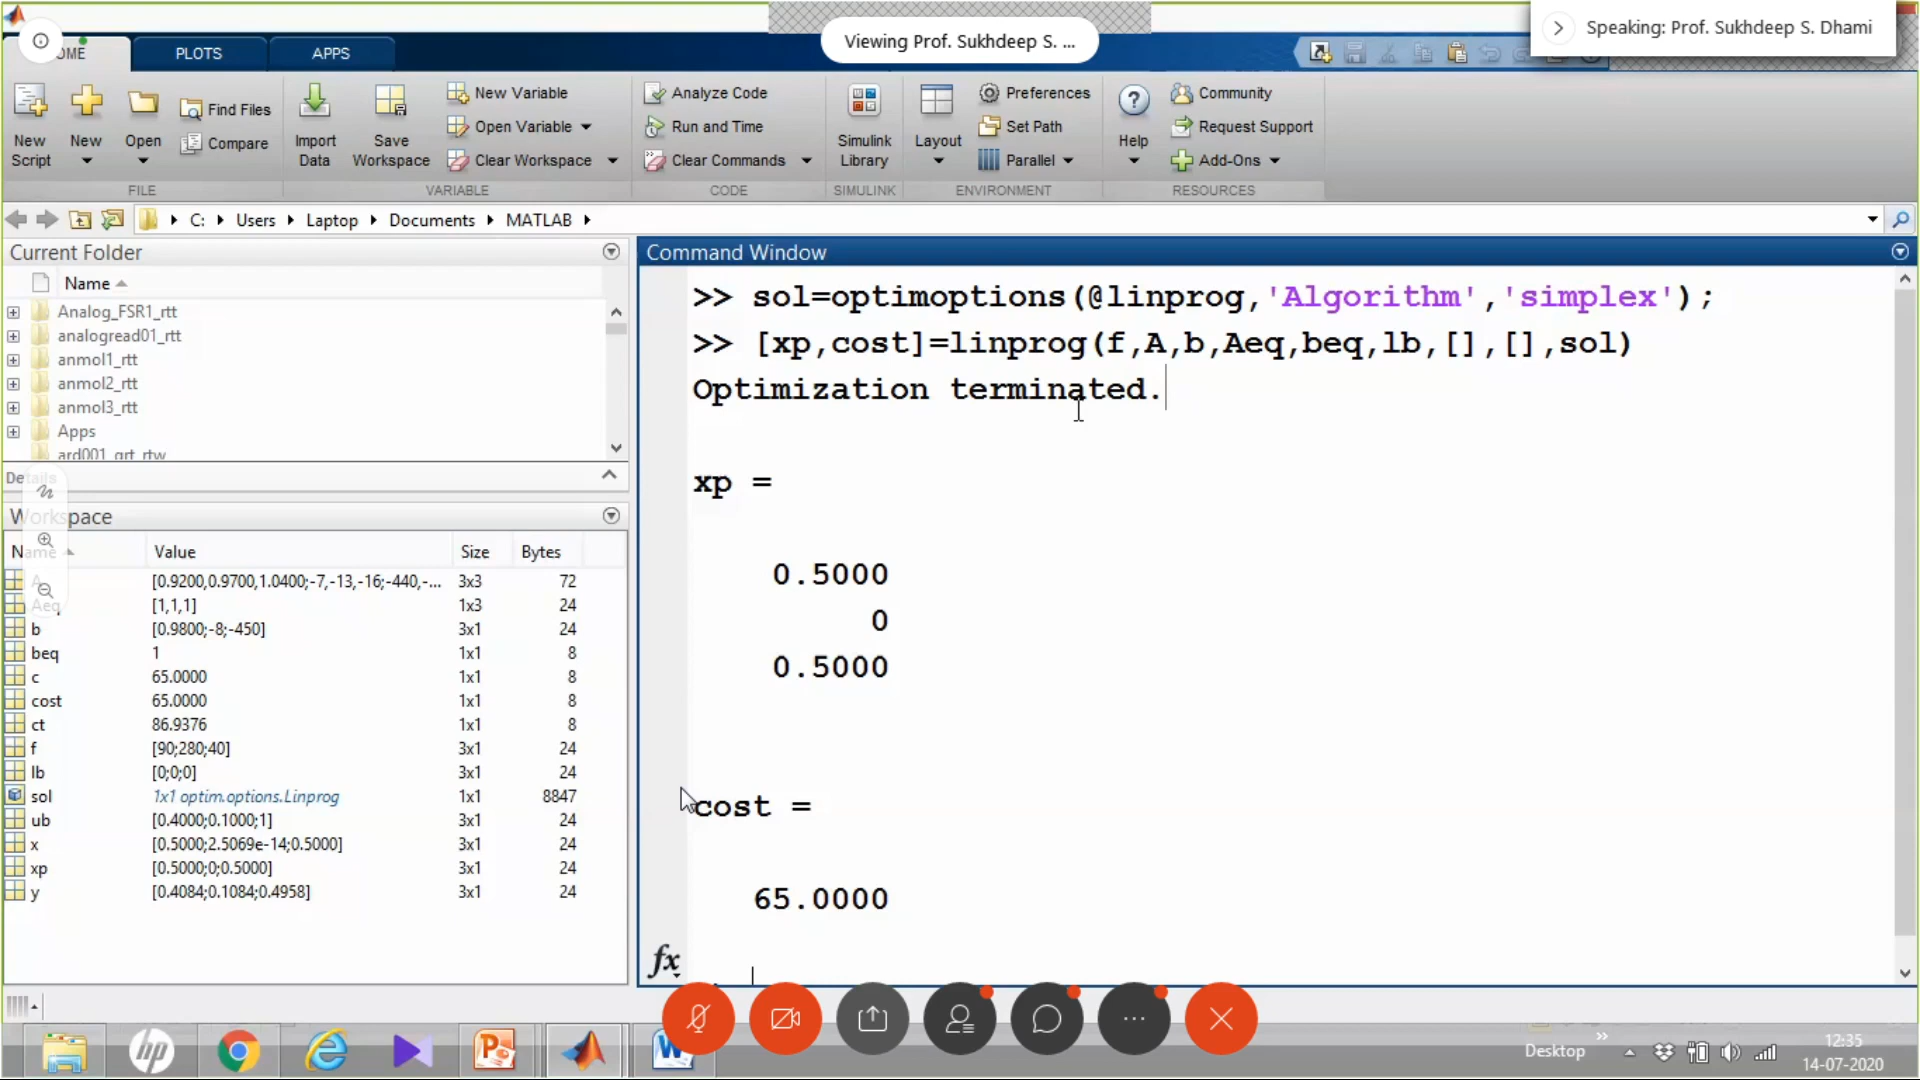 Viewing Prof. Sukhdeep S. ...
Speaking: Prof. Sukhdeep S. Dhami
PLOTS
APPS
New Script
New
Open
Find Files
Compare
Import Data
Save Workspace
New Variable
Open Variable
Clear Workspace
Analyze Code
Run and Time
Clear Commands
Simulink Library
Layout
Preferences
Set Path
Parallel
Help
Community
Request Support
Add-Ons
FILE
VARIABLE
CODE
SIMULINK
ENVIRONMENT
RESOURCES
C: Users Laptop Documents MATLAB
Current Folder
Name
Analog_FSR1_rtt
analogread01_rtt
anmol1_rtt
anmol2_rtt
anmol3_rtt
Apps
ard001_grt_rtw
Details
Workspace
Name Value Size Bytes
A [0.9200,0.9700,1.0400;-7,-13,-16;-440,-... 3x3 72
Aeq [1,1,1] 1x3 24
b [0.9800;-8;-450] 3x1 24
beq 1 1x1 8
c 65.0000 1x1 8
cost 65.0000 1x1 8
ct 86.9376 1x1 8
f [90;280;40] 3x1 24
lb [0;0;0] 3x1 24
sol 1x1 optim.options.Linprog 1x1 8847
ub [0.4000;0.1000;1] 3x1 24
x [0.5000;2.5069e-14;0.5000] 3x1 24
xp [0.5000;0;0.5000] 3x1 24
y [0.4084;0.1084;0.4958] 3x1 24
Command Window
>> sol=optimoptions(@linprog,'Algorithm','simplex');
>> [xp,cost]=linprog(f,A,b,Aeq,beq,lb,[],[],sol)
Optimization terminated.
xp =
0.5000
0
0.5000
cost =
65.0000
fx
Desktop
12:35
14-07-2020